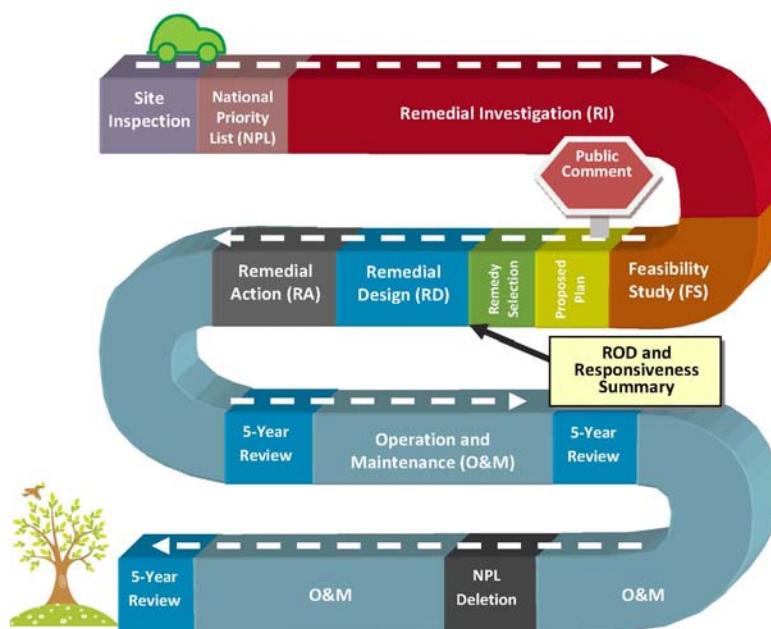 Site
Inspection
National
Priority
List (NPL)
Remedial Investigation (RI)
Public
Comment
Remedial
Action (RA)
Remedial
Design (RD)
Remedy
Selection
Proposed
Plan
Feasibility
Study (FS)
ROD and
Responsiveness
Summary
5-Year
Review
Operation and
Maintenance (O&M)
5-Year
Review
5-Year
Review
O&M
NPL
Deletion
O&M